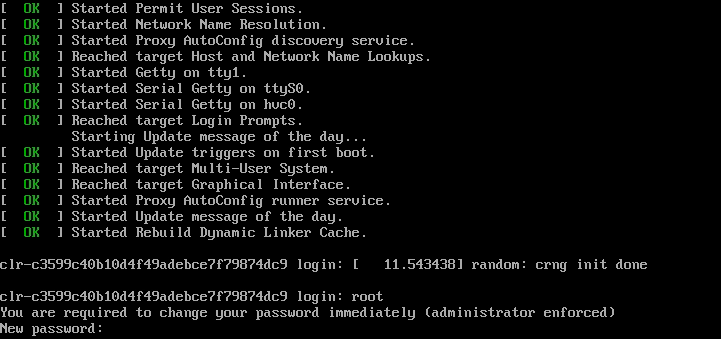 [  OK  ] Started Permit User Sessions.
[  OK  ] Started Network Name Resolution.
[  OK  ] Started Proxy AutoConfig discovery service.
[  OK  ] Reached target Host and Network Name Lookups.
[  OK  ] Started Getty on tty1.
[  OK  ] Started Serial Getty on ttyS0.
[  OK  ] Started Serial Getty on hvc0.
[  OK  ] Reached target Login Prompts.
         Starting Update message of the day...
[  OK  ] Started Update triggers on first boot.
[  OK  ] Reached target Multi-User System.
[  OK  ] Reached target Graphical Interface.
[  OK  ] Started Proxy AutoConfig runner service.
[  OK  ] Started Update message of the day.
[  OK  ] Started Rebuild Dynamic Linker Cache.
clr-c3599c40b10d4f49adebce7f79874dc9 login: [   11.543438] random: crng init done
clr-c3599c40b10d4f49adebce7f79874dc9 login: root
You are required to change your password immediately (administrator enforced)
New password: